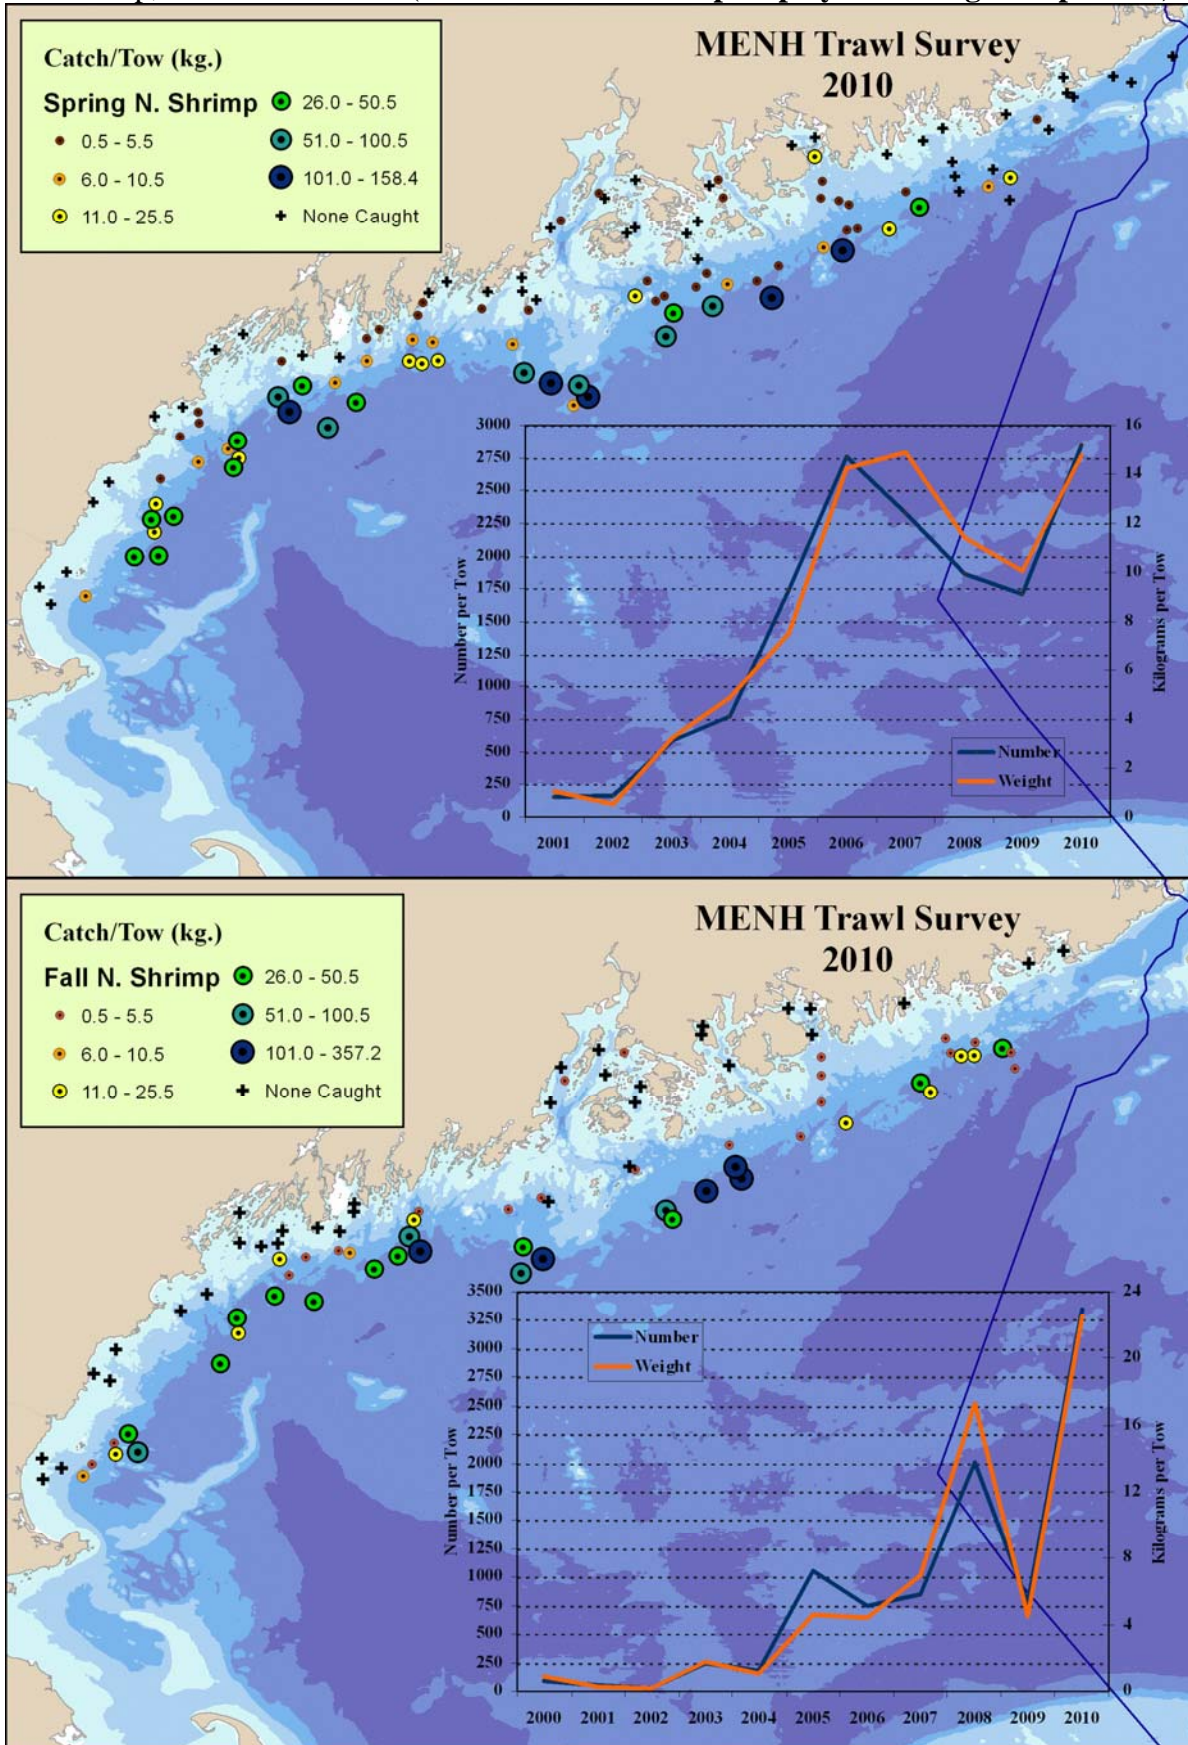 MENH Trawl Survey
2010
Catch/Tow (kg.)
Spring N. Shrimp
0.5 - 5.5
6.0 - 10.5
11.0 - 25.5
26.0 - 50.5
51.0 - 100.5
101.0 - 158.4
None Caught
3000
2750
2500
2250
2000
1750
1500
1250
1000
750
500
250
0
Number per Tow
16
14
12
10
8
6
4
2
0
Kilograms per Tow
Number
Weight
2001 2002 2003 2004 2005 2006 2007 2008 2009 2010
MENH Trawl Survey
2010
Catch/Tow (kg.)
Fall N. Shrimp
0.5 - 5.5
6.0 - 10.5
11.0 - 25.5
26.0 - 50.5
51.0 - 100.5
101.0 - 357.2
None Caught
3500
3250
3000
2750
2500
2250
2000
1750
1500
1250
1000
750
500
250
0
Number per Tow
24
20
16
12
8
4
0
Kilograms per Tow
Number
Weight
2000 2001 2002 2003 2004 2005 2006 2007 2008 2009 2010